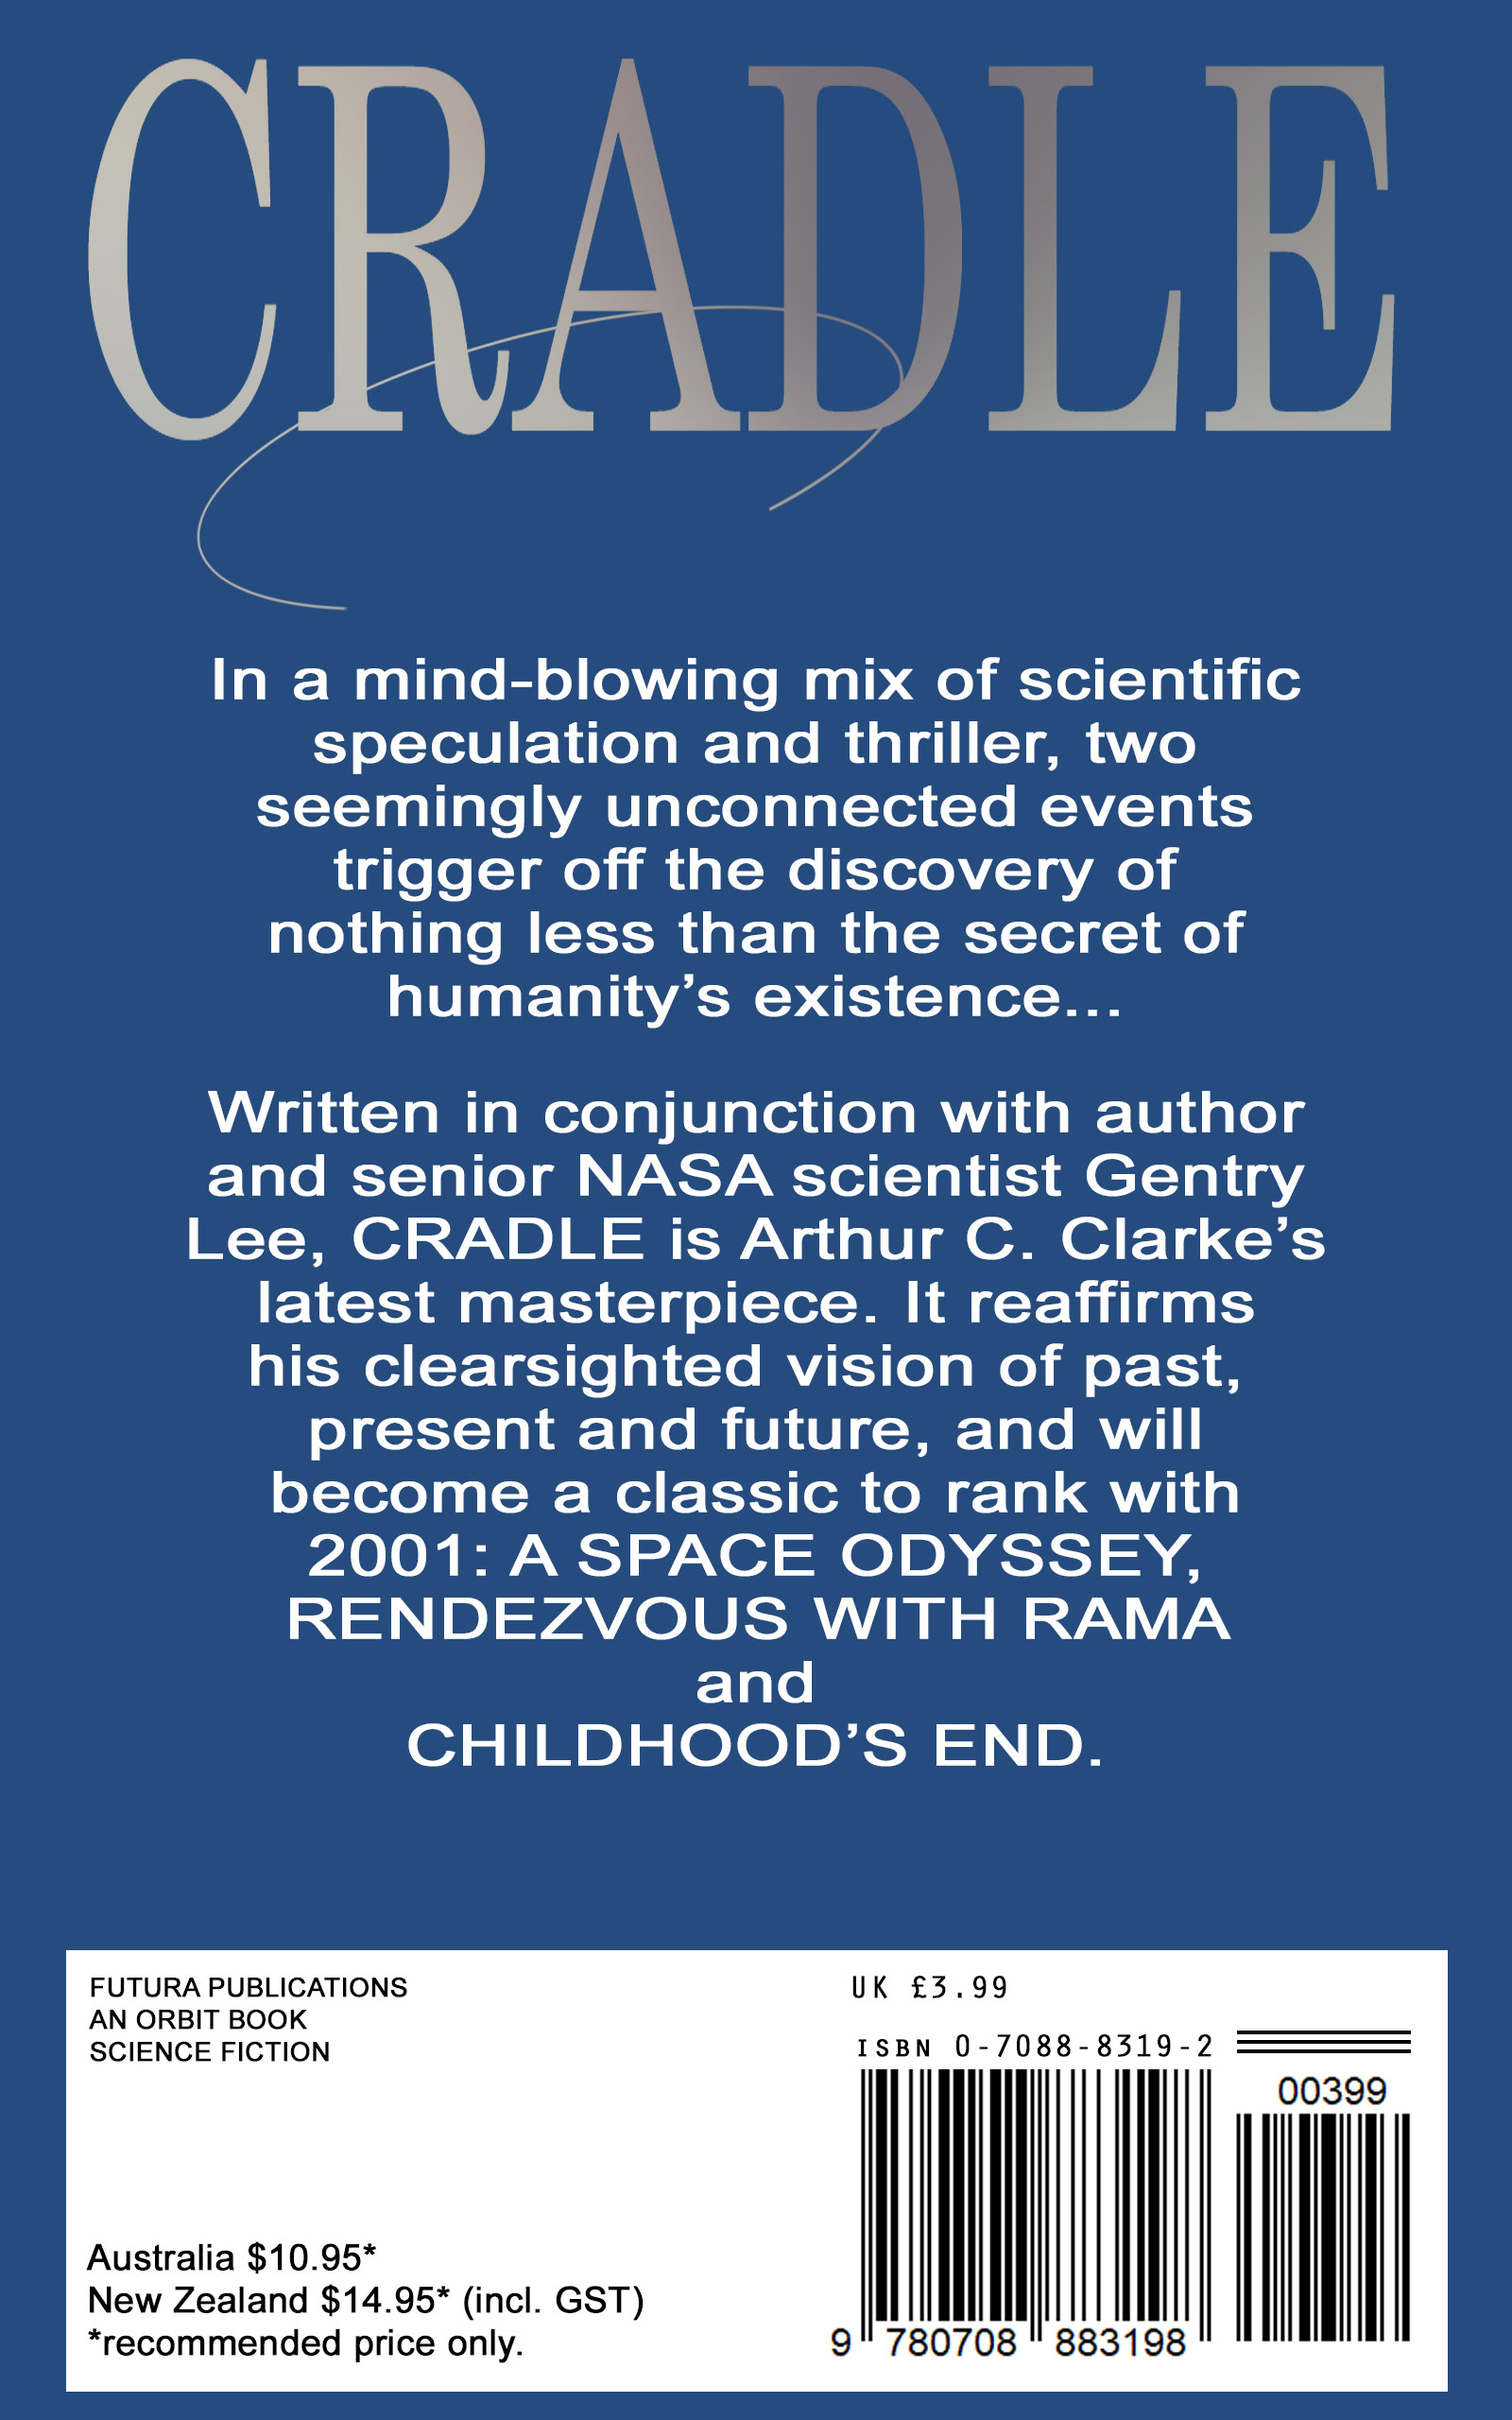 CRADLE
In a mind-blowing mix of scientific
speculation and thriller, two
seemingly unconnected events
trigger off the discovery of
nothing less than the secret of
humanity’s existence...
Written in conjunction with author
and senior NASA scientist Gentry
Lee, CRADLE is Arthur C. Clarke’s
latest masterpiece. It reaffirms
his clearsighted vision of past,
present and future, and will
become a classic to rank with
2001: A SPACE ODYSSEY,
RENDEZVOUS WITH RAMA
and
CHILDHOOD’S END.
FUTURA PUBLICATIONS
AN ORBIT BOOK
SCIENCE FICTION
Australia $10.95*
New Zealand $14.95* (incl. GST)
*recommended price only.
UK £3.99
ISBN 0-7088-8319-2
00399
9 780708 883198